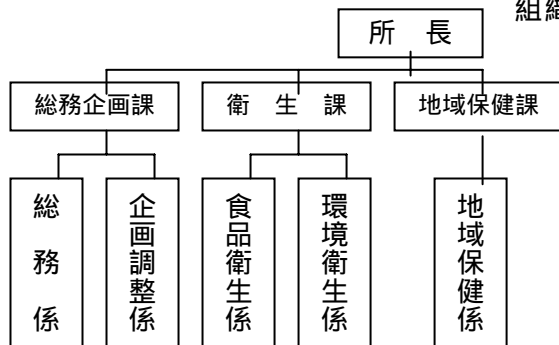 組織
所長
総務企画課
衛生課
地域保健課
総務係
企画調整係
食品衛生係
環境衛生係
地域保健係